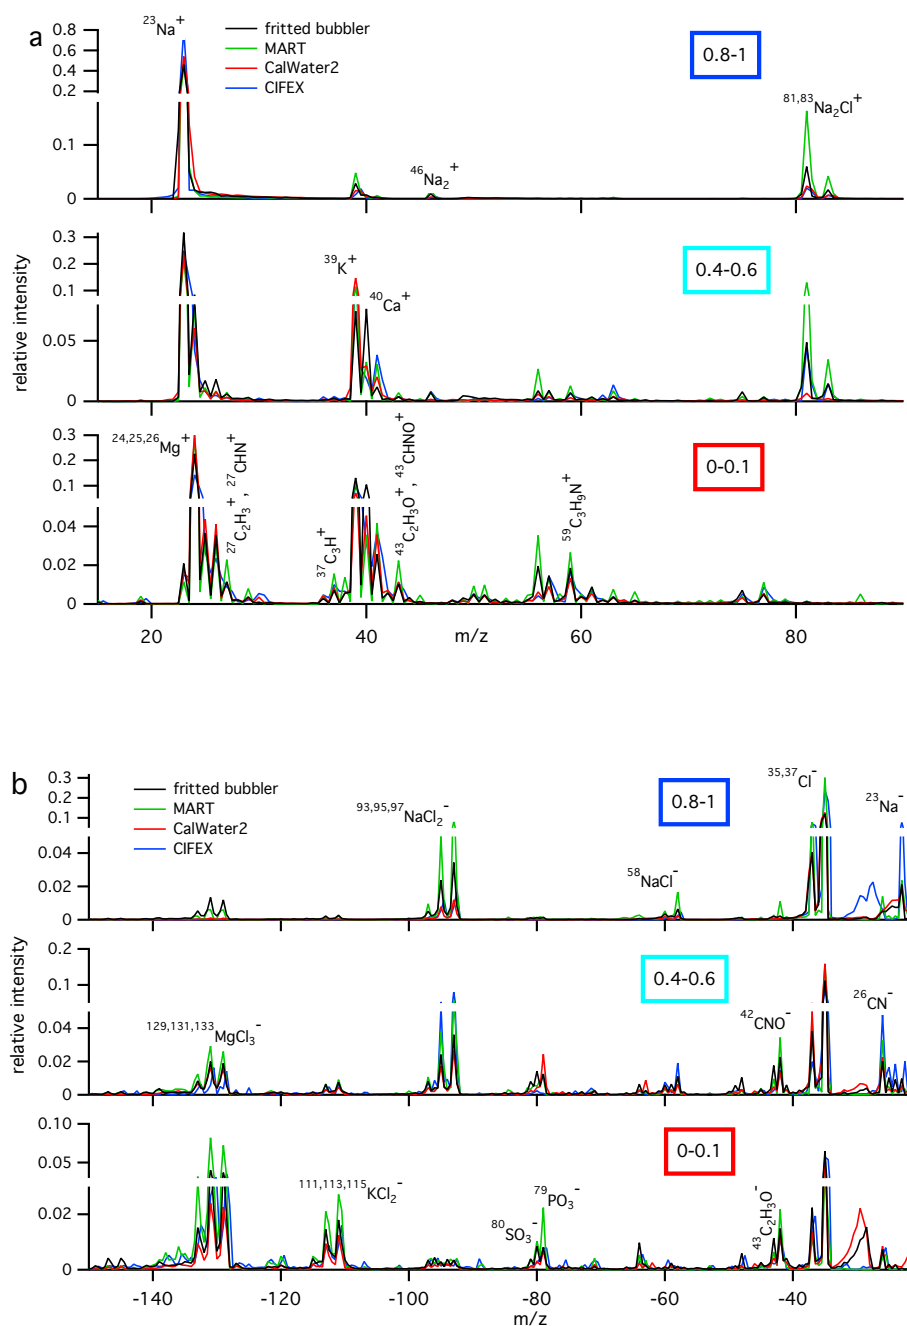 a
²³Na⁺
fritted bubbler
MART
CalWater2
CIFEX
0.8-1
0.8
0.6
0.4
0.2
0.1
0
⁴⁶Na₂⁺
⁸¹,⁸³Na₂Cl⁺
relative intensity
0.3
0.2
0.1
0.05
0
³⁹K⁺
⁴⁰Ca⁺
0.4-0.6
0.3
0.2
0.1
0.04
0.02
0
²⁴,²⁵,²⁶Mg⁺
²⁷C₂H₃⁺, ²⁷CHN⁺
³⁷C₃H⁺
⁴³C₂H₃O⁺, ⁴³CHNO⁺
⁵⁹C₃H₉N⁺
0-0.1
20
40
m/z
60
80
b
fritted bubbler
MART
CalWater2
CIFEX
0.3
0.2
0.1
0.04
0.02
0
⁹³,⁹⁵,⁹⁷NaCl₂⁻
⁵⁸NaCl⁻
0.8-1
³⁵,³⁷Cl⁻
²³Na⁻
relative intensity
0.2
0.1
0.04
0.02
0
¹²⁹,¹³¹,¹³³MgCl₃⁻
0.4-0.6
⁴²CNO⁻
²⁶CN⁻
0.10
0.05
0.02
0
¹¹¹,¹¹³,¹¹⁵KCl₂⁻
⁸⁰SO₃⁻
⁷⁹PO₃⁻
0-0.1
⁴³C₂H₃O⁻
-140
-120
-100
-80
-60
-40
m/z